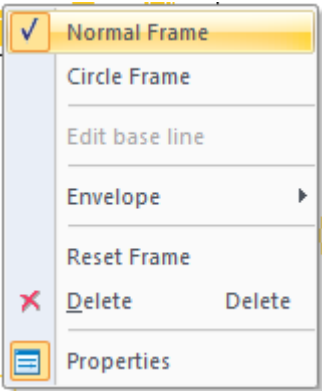 Normal Frame
Circle Frame
Edit base line
Envelope
Reset Frame
Delete Delete
Properties